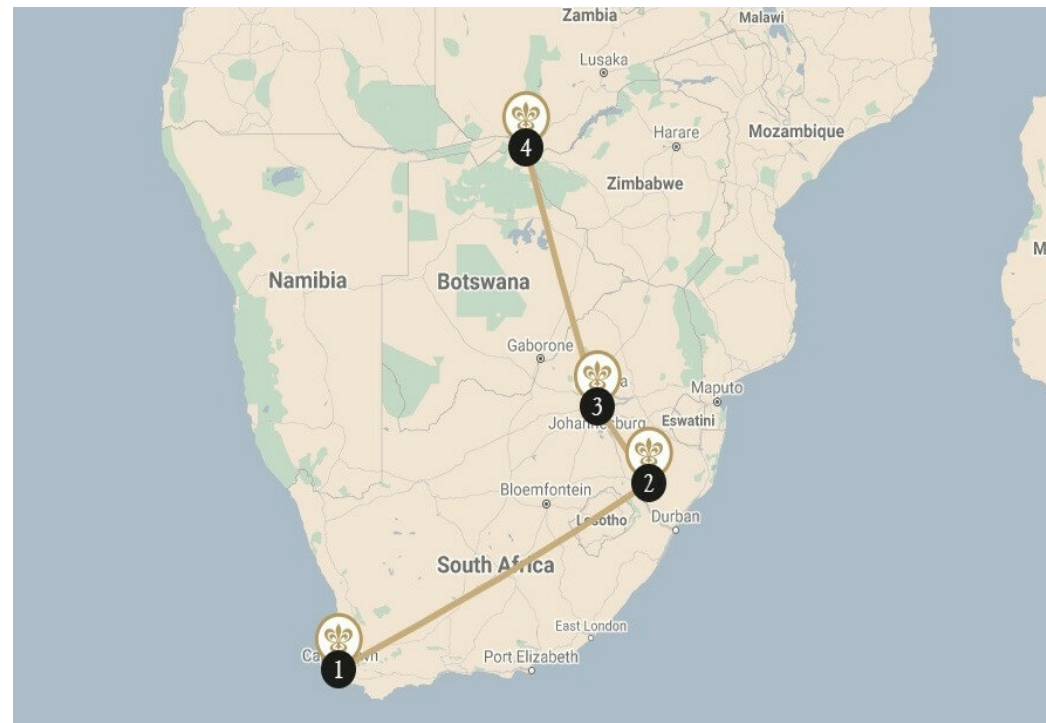 Zambia
Malawi
Lusaka
Harare
Mozambique
4
Zimbabwe
Namibia
Botswana
Gaborone
Maputo
3
Johannesburg
Eswatini
2
Bloemfontein
Lesotho
Durban
South Africa
East London
Port Elizabeth
1
M